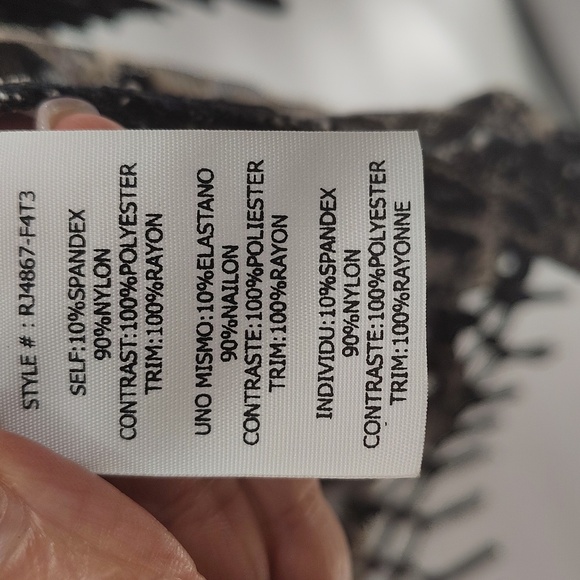 STYLE # : RJ4867-F4T3
SELF:10%SPANDEX
90%NYLON
CONTRAST:100%POLYESTER
TRIM:100%RAYON
UNO MISMO:10%ELASTANO
90%NAILON
CONTRASTE:100%POLIESTER
TRIM:100%RAYON
INDIVIDU:10%SPANDEX
90%NYLON
CONTRASTE:100%POLYESTER
TRIM:100%RAYONNE